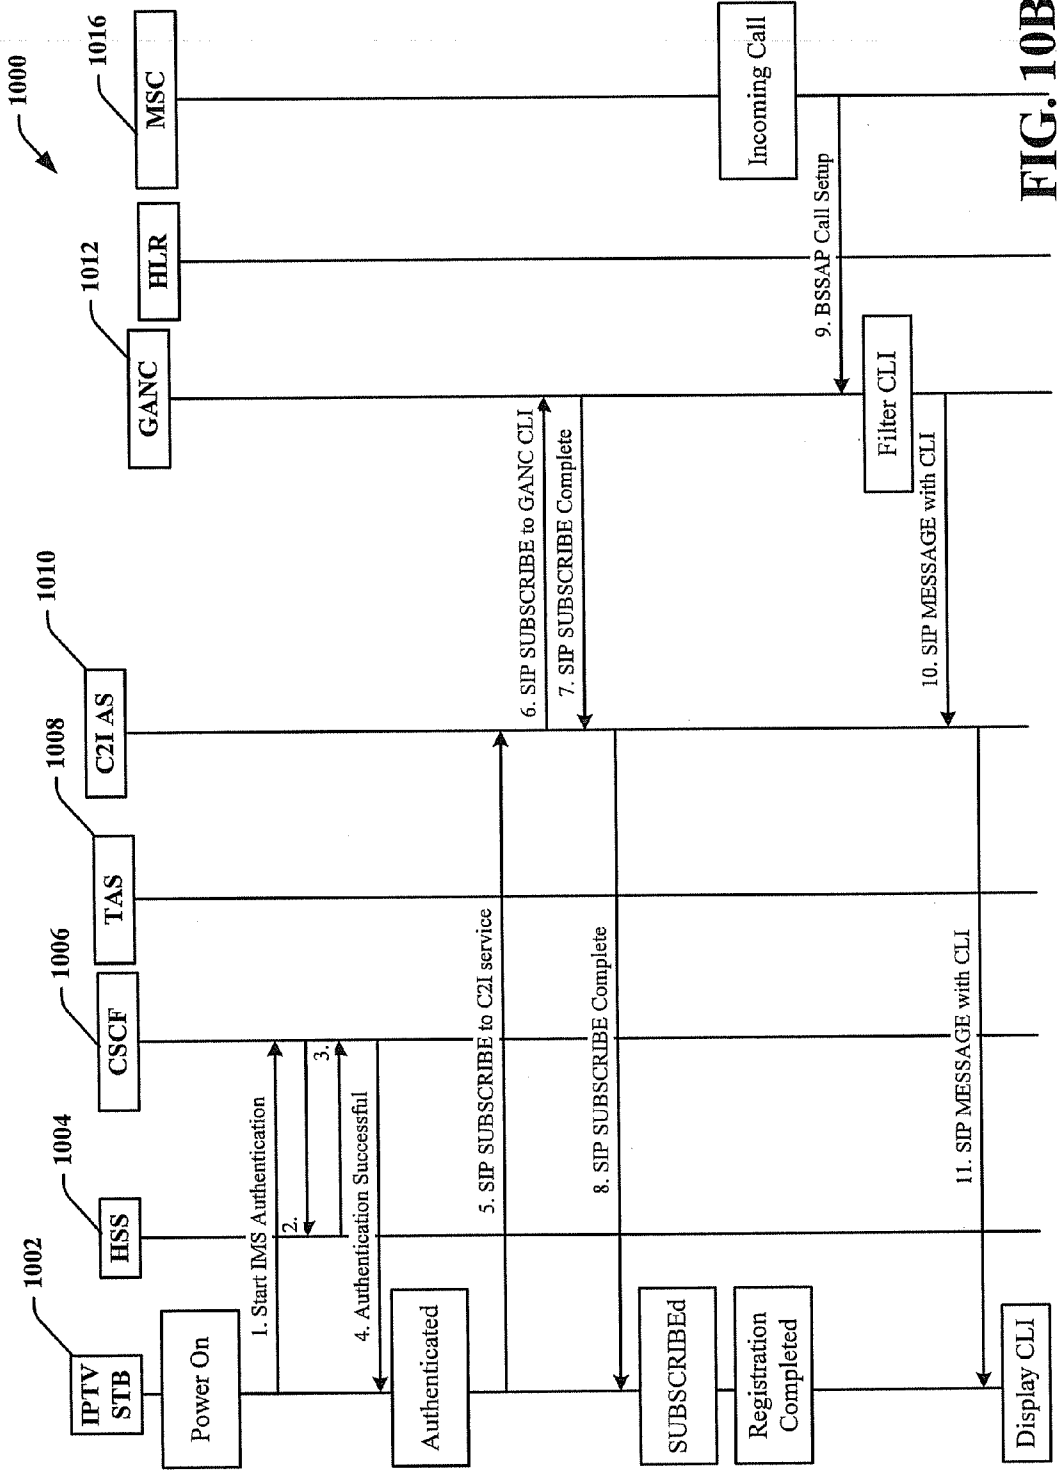 1000
1002
1004
1006
1008
1010
1012
1016
IPTV
STB
HSS
CSCF
TAS
C2I AS
GANC
HLR
MSC
Power On
1. Start IMS Authentication
2.
3.
4. Authentication Successful
Authenticated
5. SIP SUBSCRIBE to C2I service
6. SIP SUBSCRIBE to GANC CLI
7. SIP SUBSCRIBE Complete
8. SIP SUBSCRIBE Complete
SUBSCRIBEd
Registration
Completed
Incoming Call
9. BSSAP Call Setup
Filter CLI
10. SIP MESSAGE with CLI
11. SIP MESSAGE with CLI
Display CLI
FIG. 10B